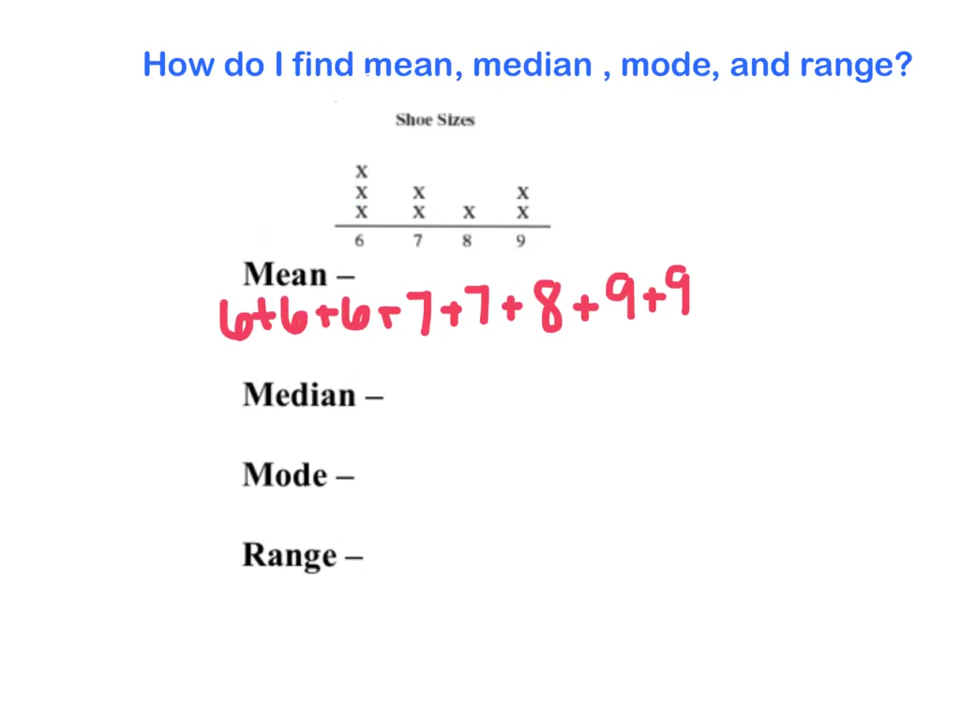 How do I find mean, median , mode, and range?
Shoe Sizes
x
x x x
x x x x
6 7 8 9
Mean –
6+6+6+7+7+8+9+9
Median –
Mode –
Range –